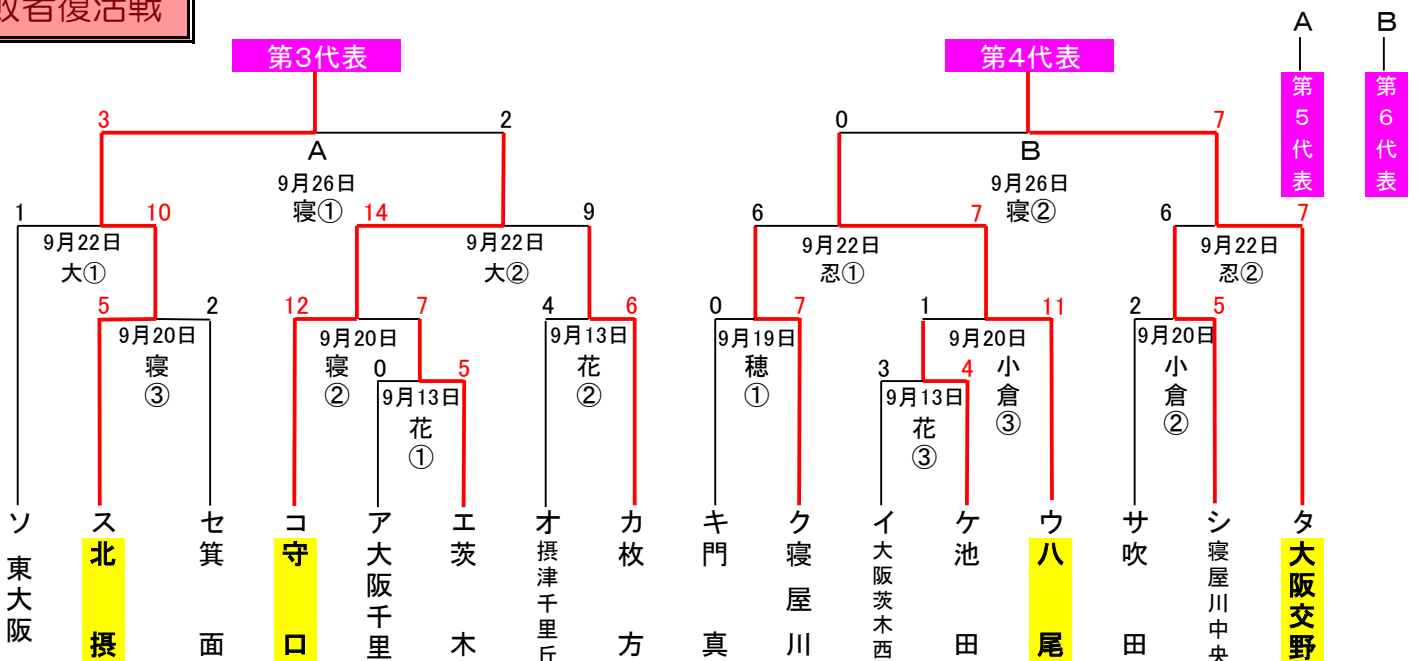 敗者復活戦
A B
第3代表 第4代表
第5代表 第6代表
3 2 0 7
A B
9月26日 9月26日
寝① 寝②
1 10 14 9 6 7 6 7
9月22日 9月22日 9月22日 9月22日
大① 大② 忍① 忍②
5 2 12 7 4 6 0 7 1 11 2 5
9月20日 9月20日 9月13日 9月19日 9月20日 9月20日
寝③ 寝② 花② 穂① 小倉③ 小倉②
0 5 3 4
9月13日 9月13日
花① 花③
ソ ス セ コ ア エ オ カ キ ク イ ケ ウ サ シ タ
東大阪
北摂
箕面
守口
大阪千里
茨木
摂津千里丘
枚方
門真
寝屋川
大阪茨木西
池田
八尾
吹田
寝屋川中央
大阪交野